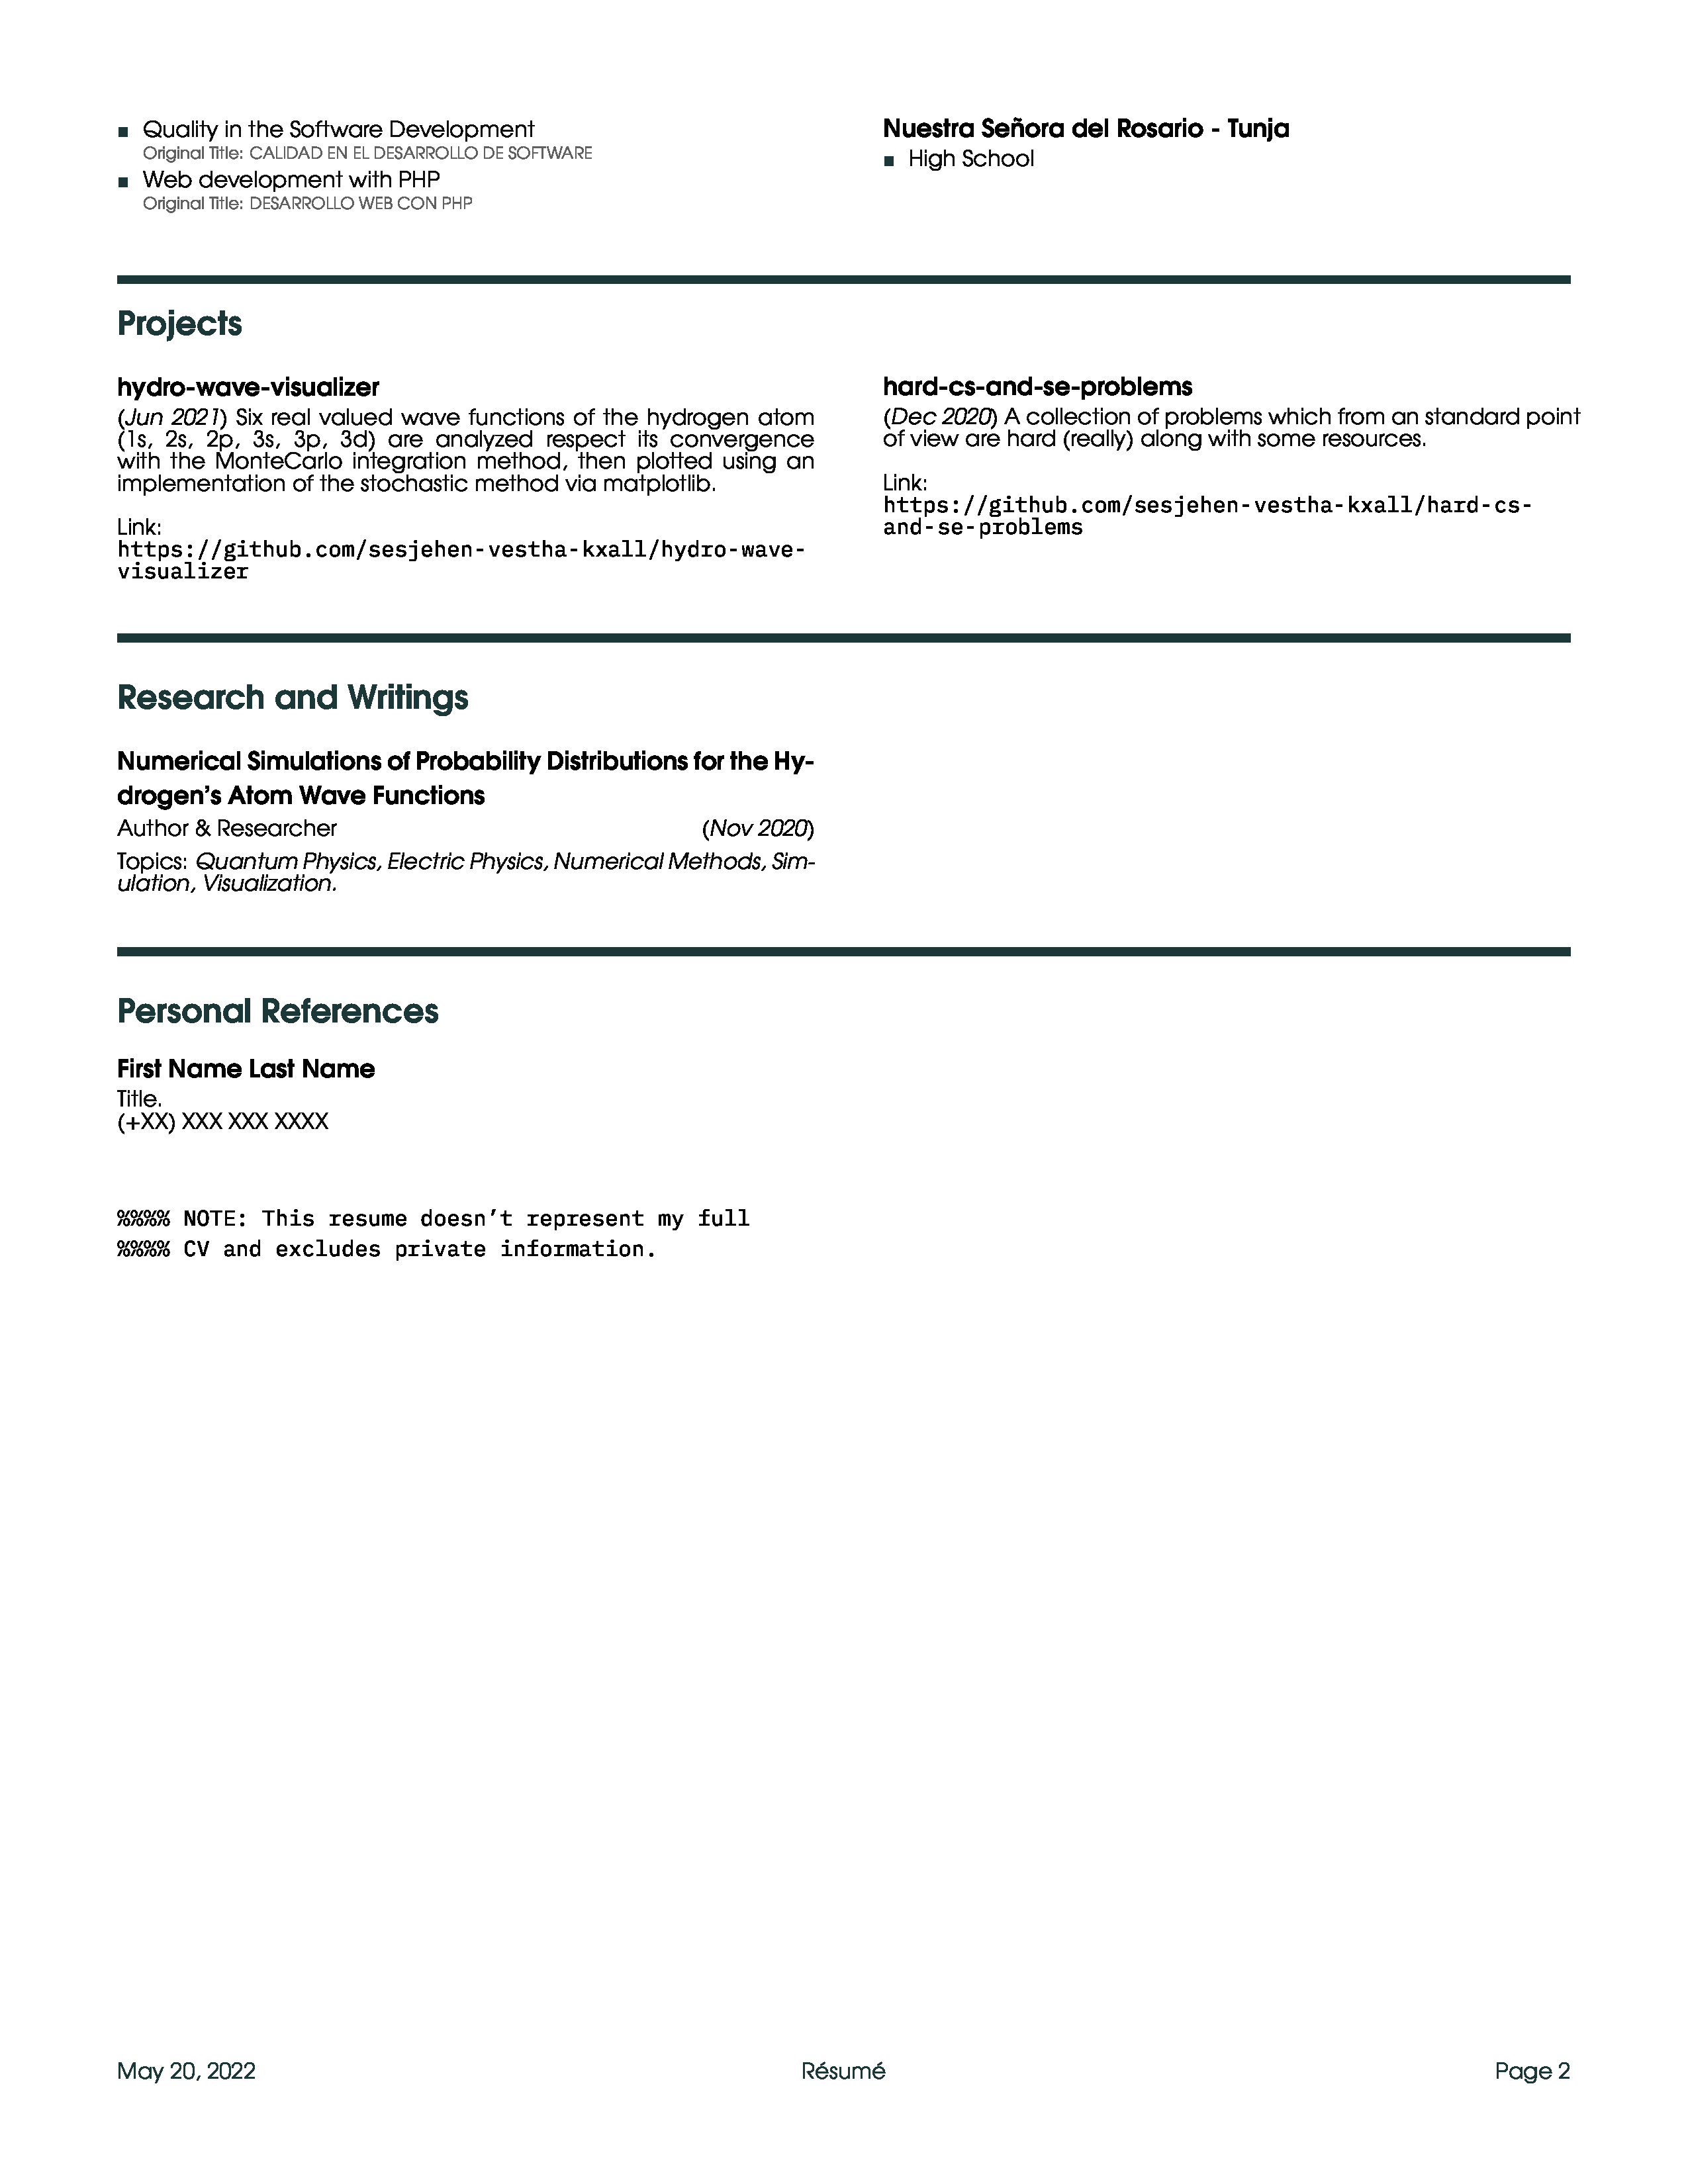 ▪ Quality in the Software Development
Original Title: CALIDAD EN EL DESARROLLO DE SOFTWARE
▪ Web development with PHP
Original Title: DESARROLLO WEB CON PHP
Nuestra Señora del Rosario - Tunja
▪ High School
Projects
hydro-wave-visualizer
(Jun 2021) Six real valued wave functions of the hydrogen atom
(1s, 2s, 2p, 3s, 3p, 3d) are analyzed respect its convergence
with the MonteCarlo integration method, then plotted using an
implementation of the stochastic method via matplotlib.
Link:
https://github.com/sesjehen-vestha-kxall/hydro-wave-
visualizer
hard-cs-and-se-problems
(Dec 2020) A collection of problems which from an standard point
of view are hard (really) along with some resources.
Link:
https://github.com/sesjehen-vestha-kxall/hard-cs-
and-se-problems
Research and Writings
Numerical Simulations of Probability Distributions for the Hy-
drogen's Atom Wave Functions
Author & Researcher (Nov 2020)
Topics: Quantum Physics, Electric Physics, Numerical Methods, Sim-
ulation, Visualization.
Personal References
First Name Last Name
Title.
(+XX) XXX XXX XXXX
%%%% NOTE: This resume doesn't represent my full
%%%% CV and excludes private information.
May 20, 2022 Résumé Page 2